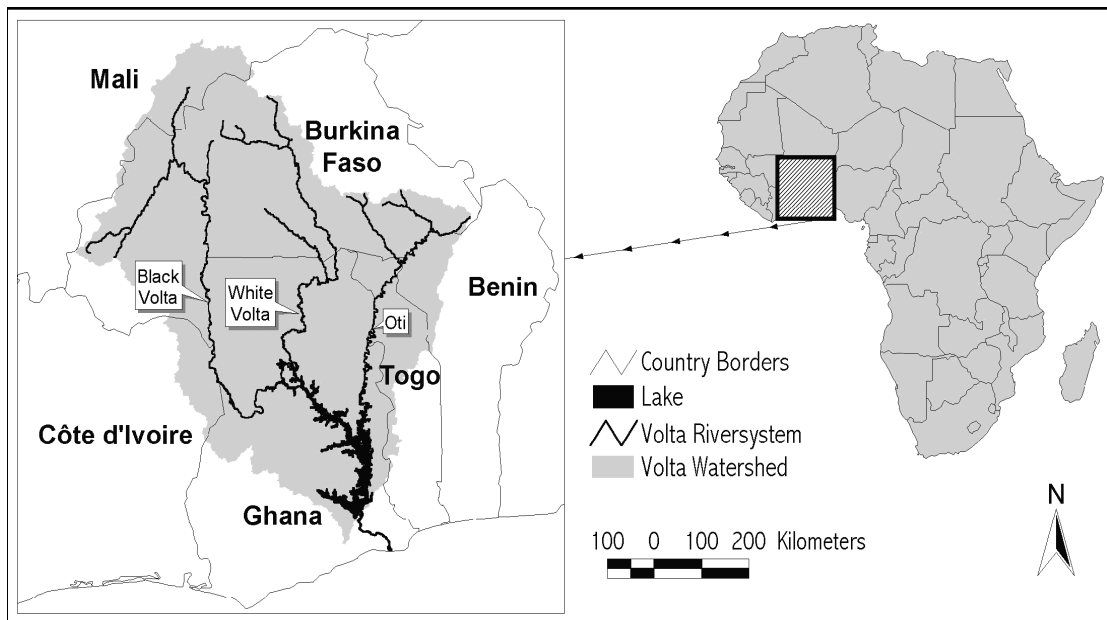 Mali
Burkina
Faso
Benin
Black
Volta
White
Volta
Oti
Togo
Côte d'Ivoire
Ghana
Country Borders
Lake
Volta Riversystem
Volta Watershed
100 0 100 200 Kilometers
N